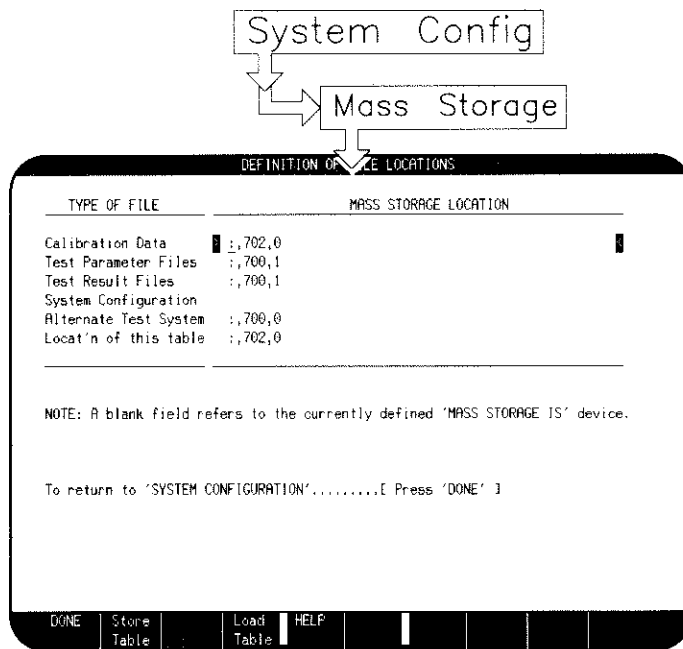 System Config
Mass Storage
DEFINITION OF FILE LOCATIONS
TYPE OF FILE MASS STORAGE LOCATION
Calibration Data :,702,0
Test Parameter Files :,700,1
Test Result Files :,700,1
System Configuration
Alternate Test System :,700,0
Locat'n of this table :,702,0
NOTE: A blank field refers to the currently defined 'MASS STORAGE IS' device.
To return to 'SYSTEM CONFIGURATION'.........[ Press 'DONE' ]
DONE Store Table Load Table HELP